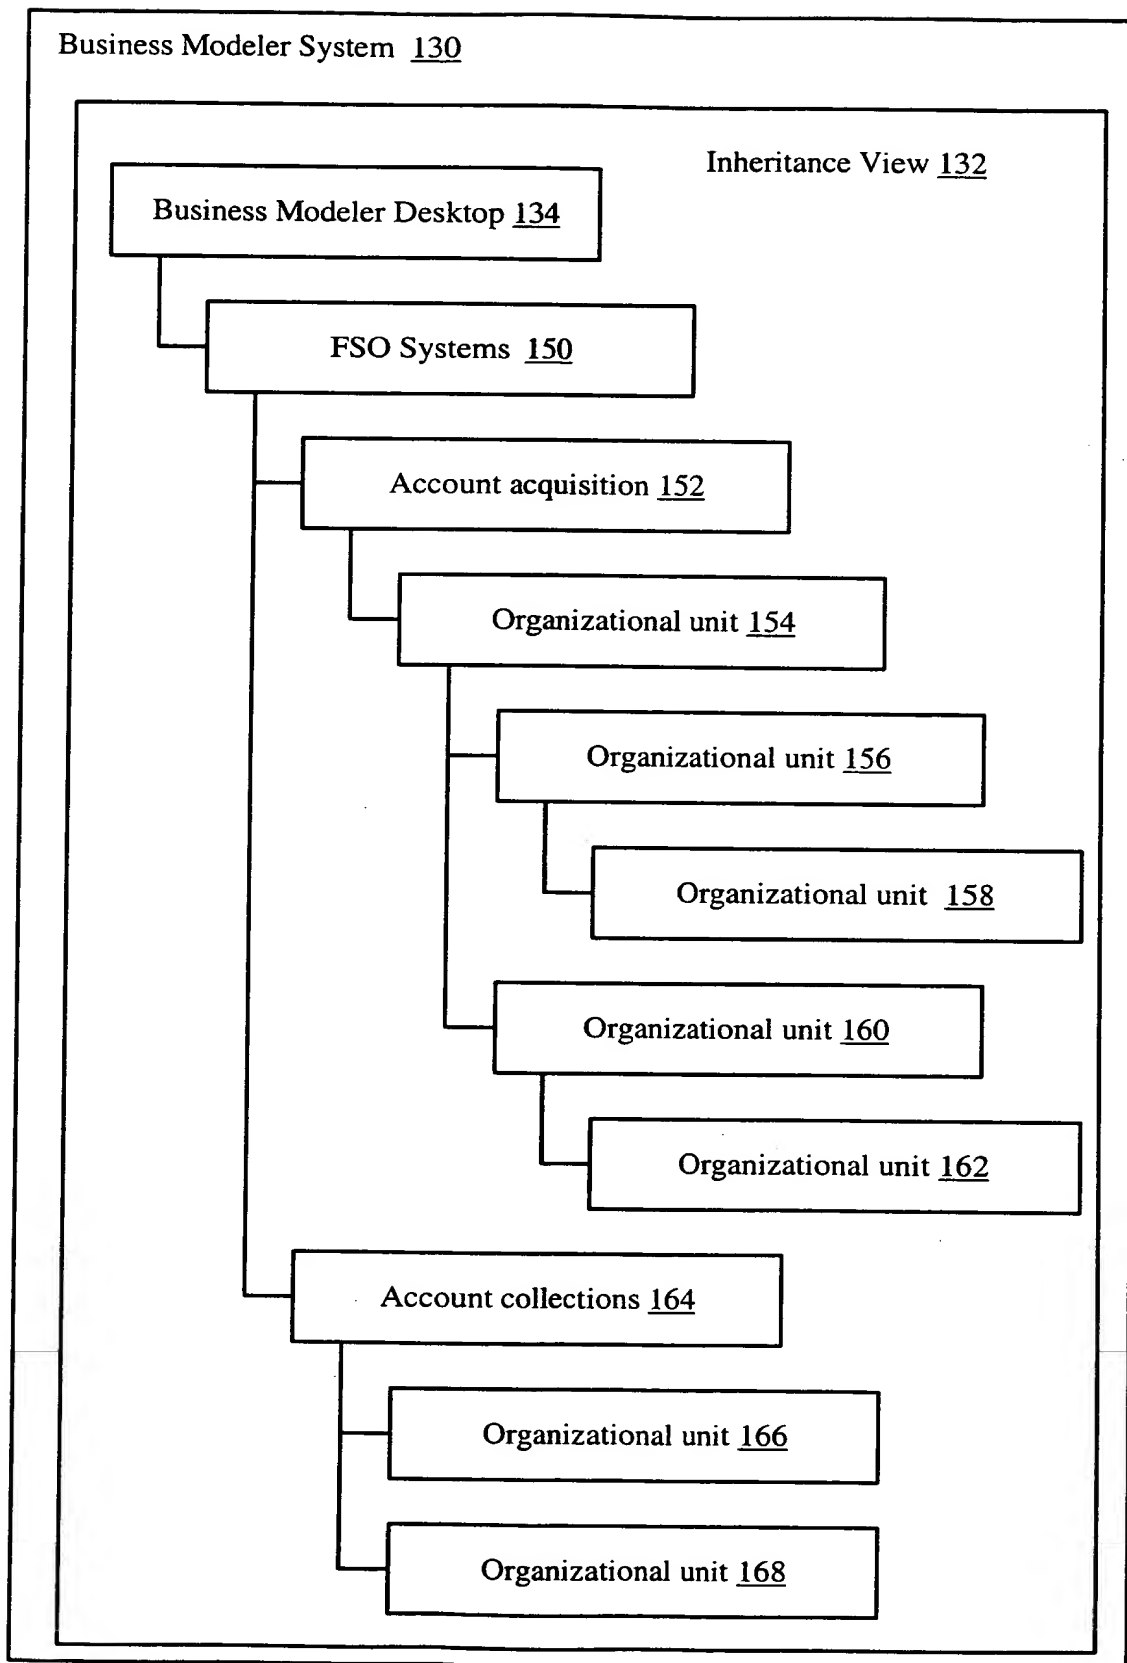 Business Modeler System 130
Inheritance View 132
Business Modeler Desktop 134
FSO Systems 150
Account acquisition 152
Organizational unit 154
Organizational unit 156
Organizational unit 158
Organizational unit 160
Organizational unit 162
Account collections 164
Organizational unit 166
Organizational unit 168